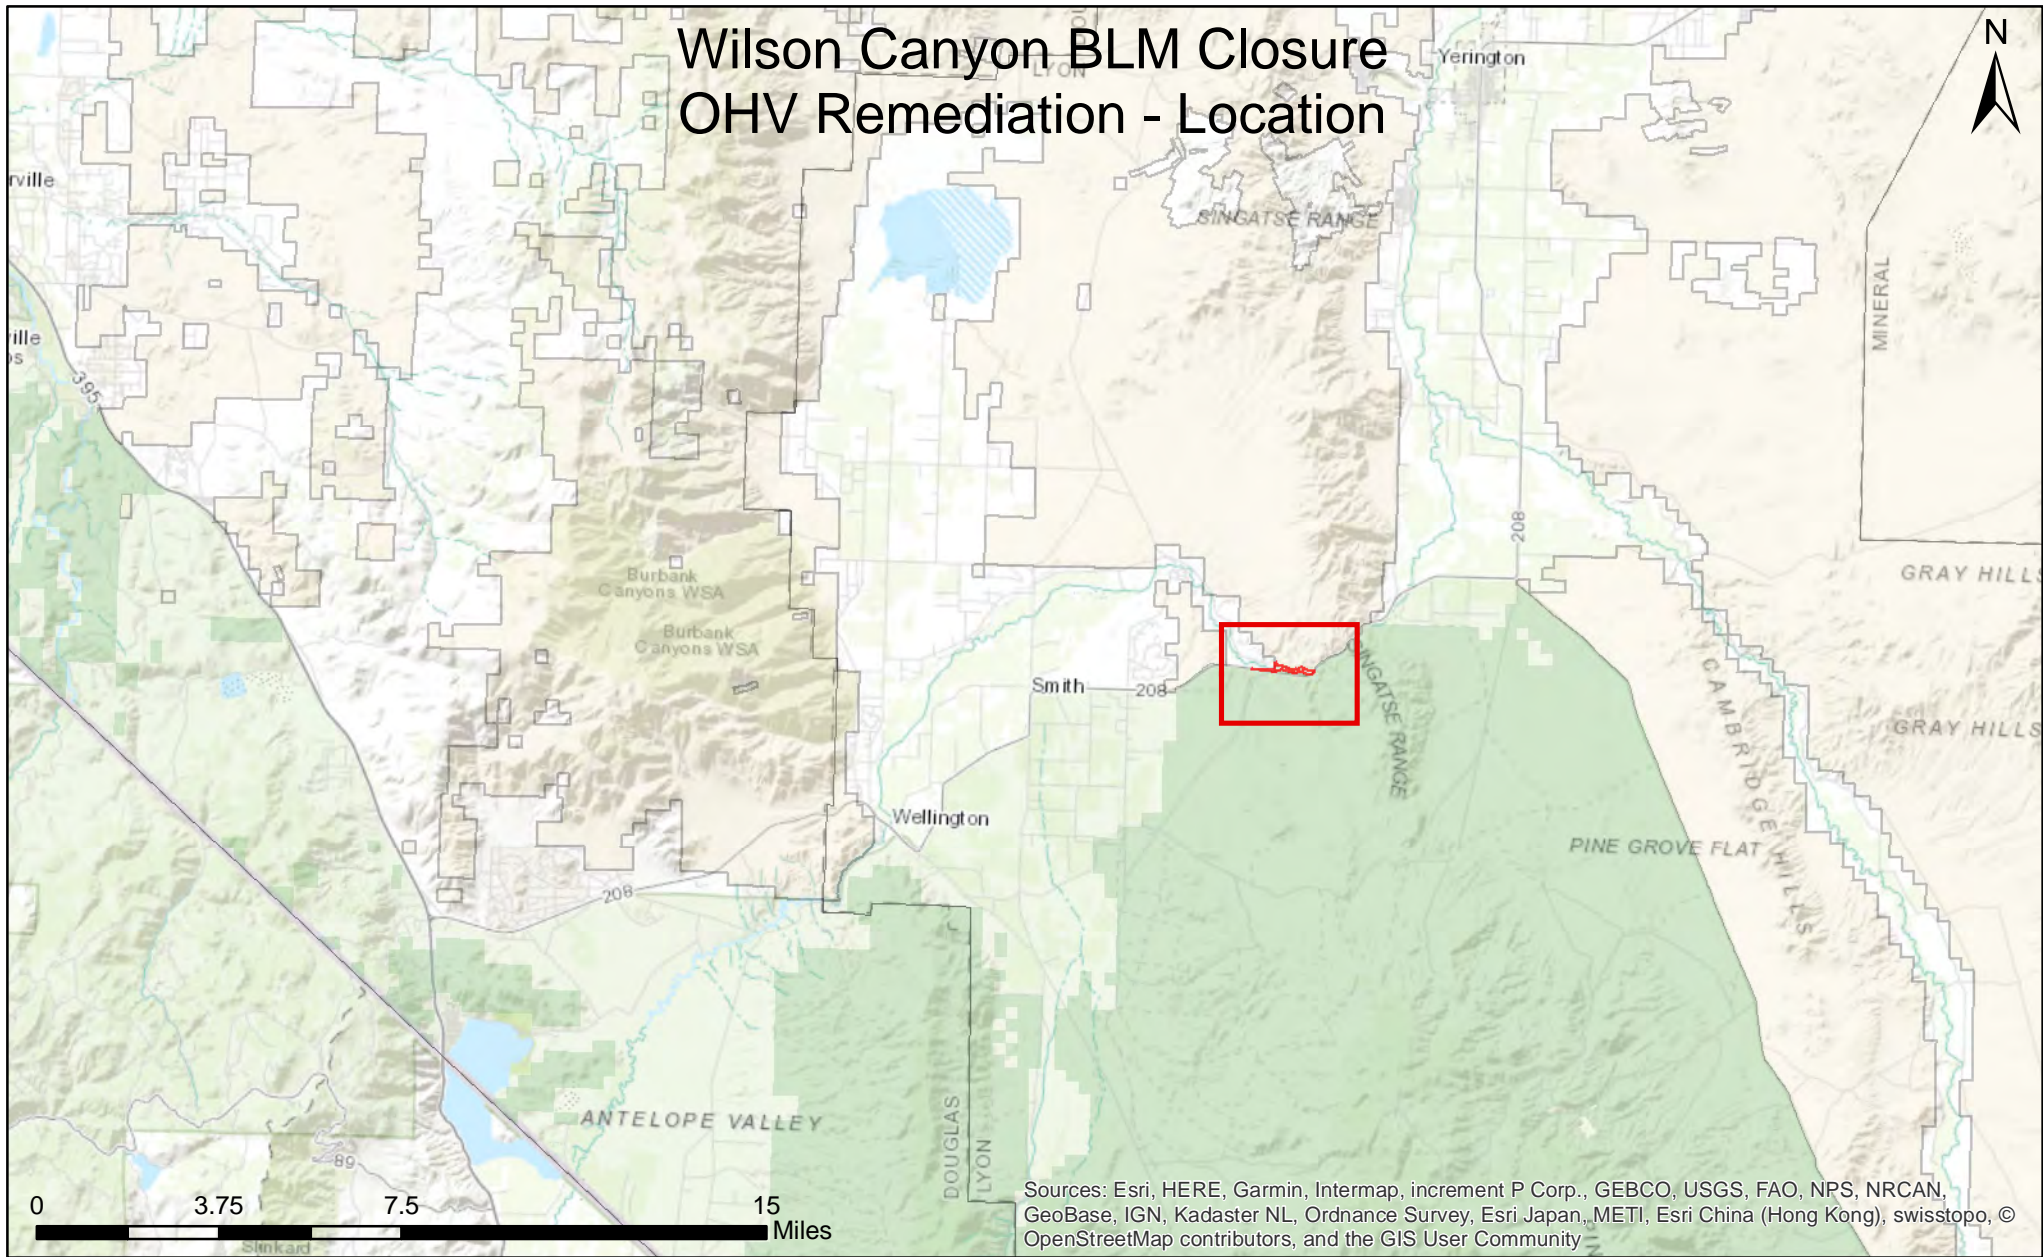 Wilson Canyon BLM Closure
OHV Remediation - Location
N
LYON
Yerington
rville
SINGATSE RANGE
MINERAL
ville
os
395
208
Burbank
Canyons WSA
GRAY HILLS
Burbank
Canyons WSA
Smith
208
SINGATSE RANGE
CAMBRIDGE HILLS
GRAY HILLS
Wellington
PINE GROVE FLAT
208
ANTELOPE VALLEY
DOUGLAS
LYON
89
0 3.75 7.5 15
Miles
Slinkard
Sources: Esri, HERE, Garmin, Intermap, increment P Corp., GEBCO, USGS, FAO, NPS, NRCAN,
GeoBase, IGN, Kadaster NL, Ordnance Survey, Esri Japan, METI, Esri China (Hong Kong), swisstopo, ©
OpenStreetMap contributors, and the GIS User Community